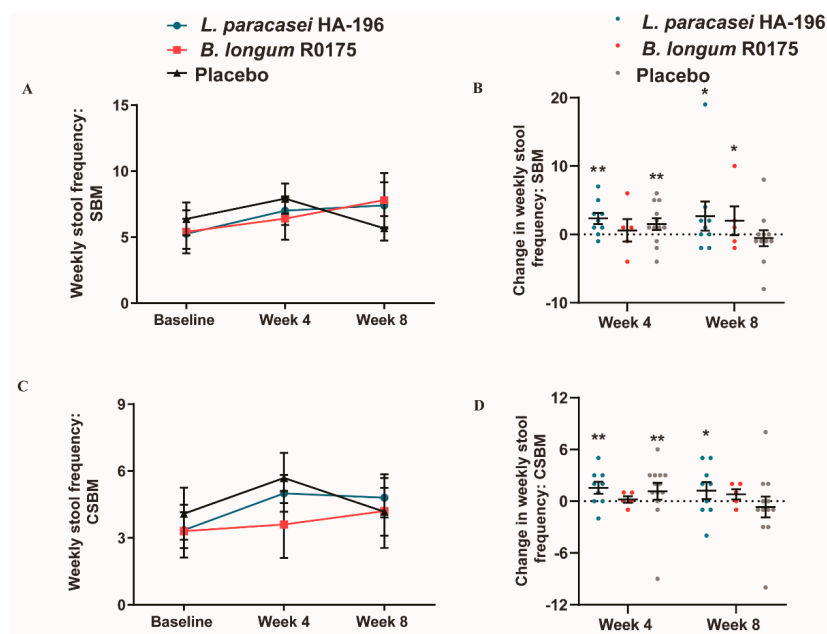 L. paracasei HA-196
B. longum R0175
Placebo
A
Weekly stool frequency:
SBM
15
10
5
0
Baseline
Week 4
Week 8
L. paracasei HA-196
B. longum R0175
Placebo
B
Change in weekly stool
frequency: SBM
20
10
0
-10
**
**
*
*
Week 4
Week 8
C
Weekly stool frequency:
CSBM
9
6
3
0
Baseline
Week 4
Week 8
D
Change in weekly stool
frequency: CSBM
12
6
0
-6
-12
**
**
*
Week 4
Week 8